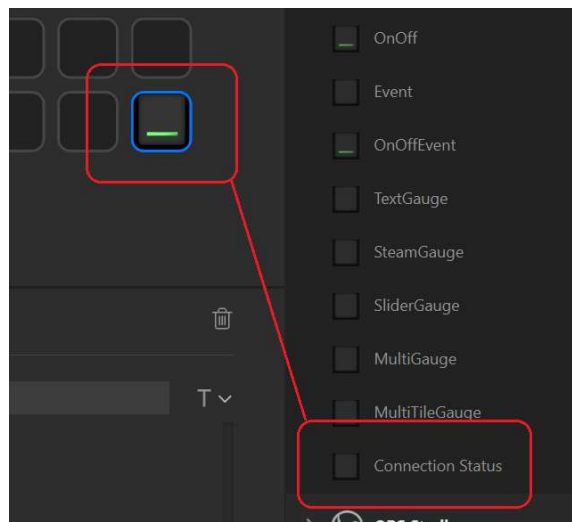 OnOff
Event
OnOffEvent
TextGauge
SteamGauge
SliderGauge
MultiGauge
T
MultiTileGauge
Connection Status